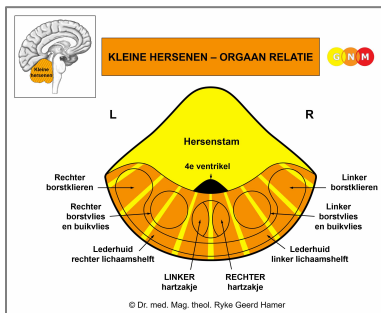 Kleine
hersenen
KLEINE HERSENEN – ORGAAN RELATIE
G N M
L
R
Hersenstam
4e ventrikel
Rechter
borstklieren
Linker
borstklieren
Rechter
borstvlies
en buikvlies
Linker
borstvlies
en buikvlies
Lederhuid
rechter lichaamshelft
Lederhuid
linker lichaamshelft
LINKER
hartzakje
RECHTER
hartzakje
© Dr. med. Mag. theol. Ryke Geerd Hamer